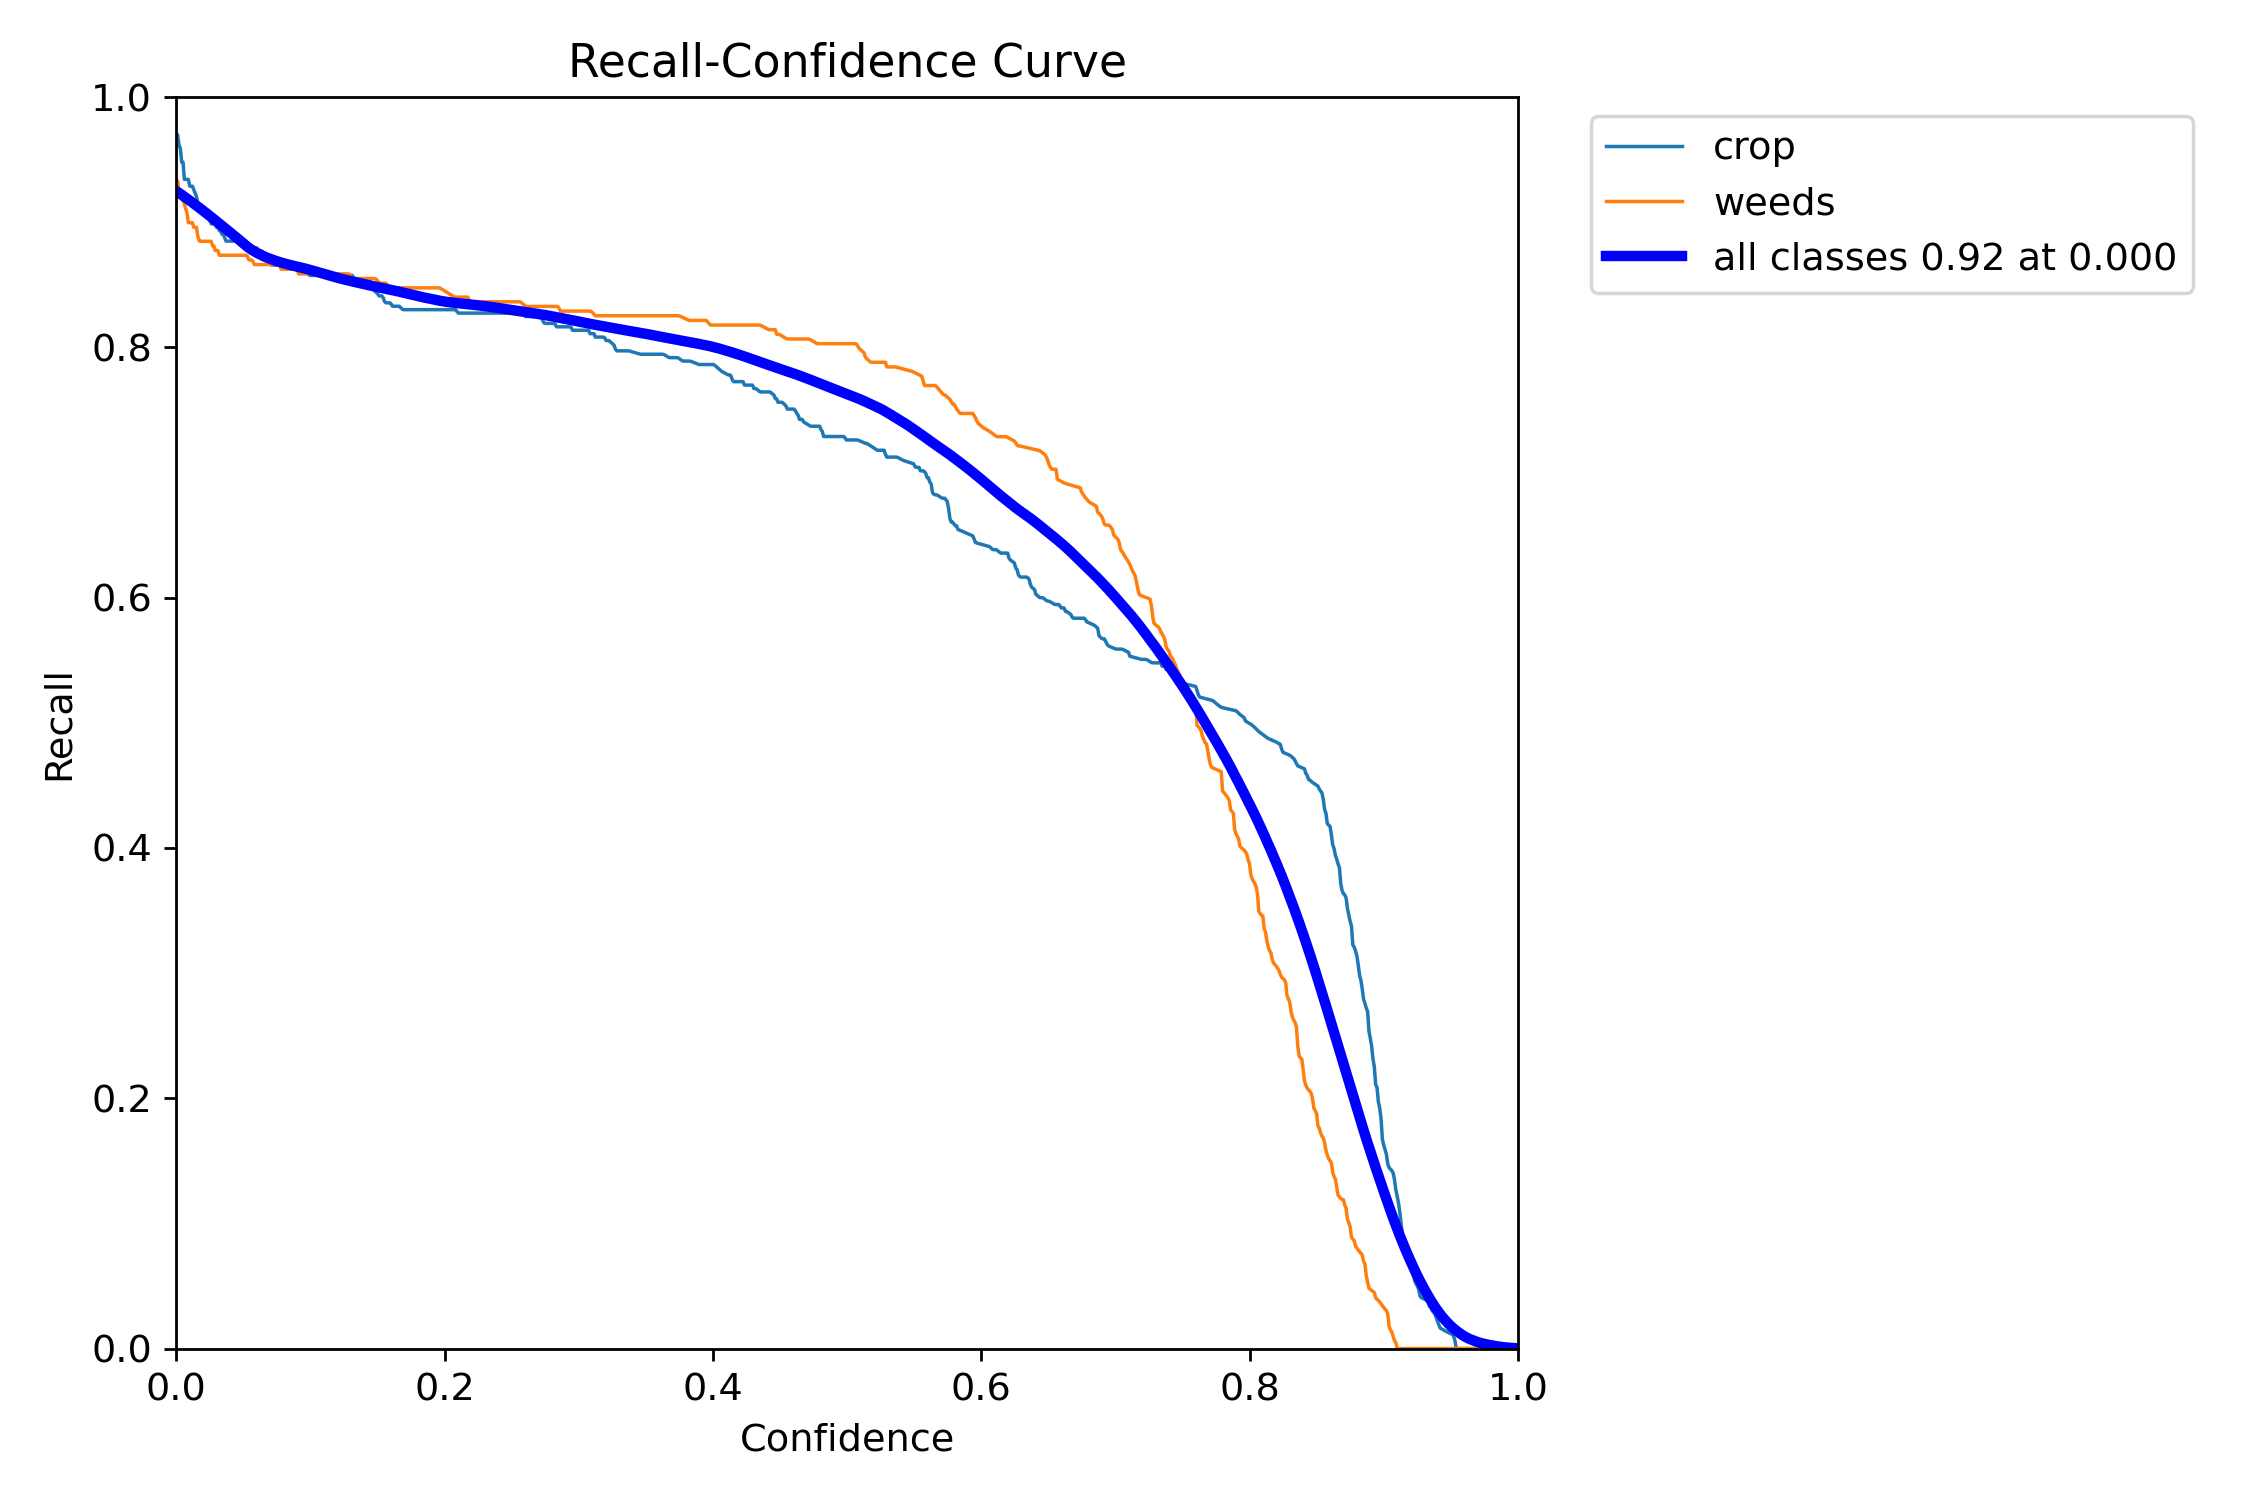 Recall-Confidence Curve
1.0
0.8
0.6
0.4
0.2
0.0
Recall
0.0 0.2 0.4 0.6 0.8 1.0
Confidence
crop
weeds
all classes 0.92 at 0.000